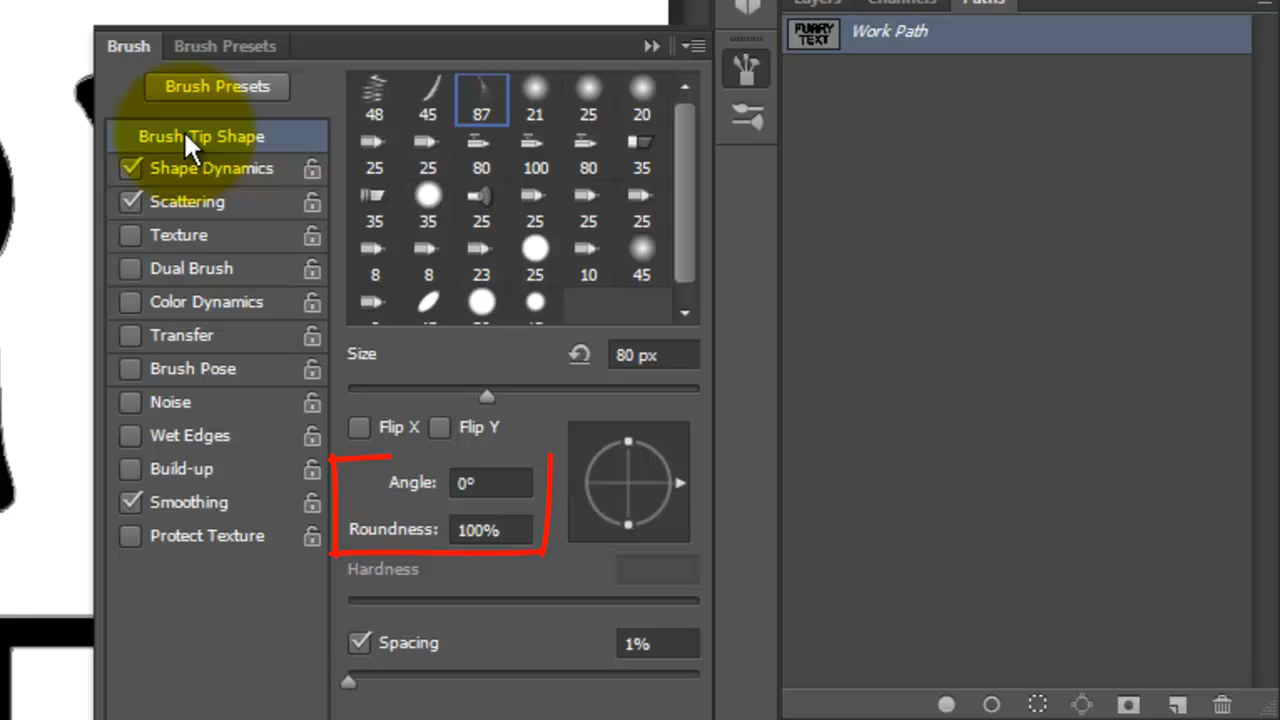 Layers Channels Paths
Brush Brush Presets
Brush Presets
Brush Tip Shape
Shape Dynamics
Scattering
Texture
Dual Brush
Color Dynamics
Transfer
Brush Pose
Noise
Wet Edges
Build-up
Smoothing
Protect Texture
48 45 87 21 25 20
25 25 80 100 80 35
35 35 25 25 25 25
8 8 23 25 10 45
Size 80 px
Flip X Flip Y
Angle: 0°
Roundness: 100%
Hardness
Spacing 1%
FURRY
TEXT
Work Path